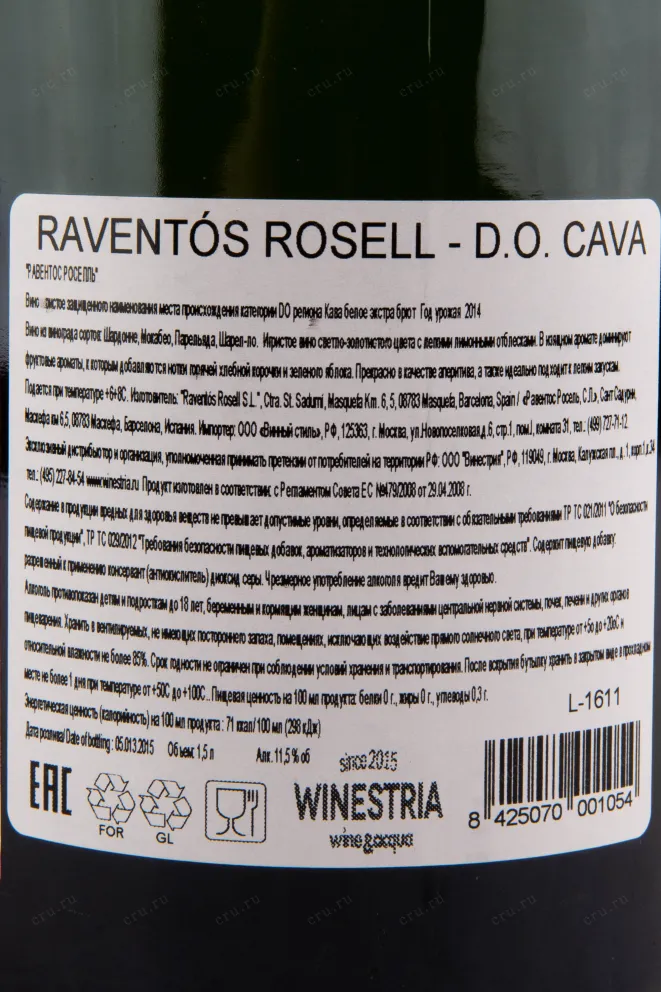 RAVENTÓS ROSELL - D.O. CAVA
"РАВЕНТОС РОСЕЛЛЬ"
Вино ристое защищенного наименования места происхождения категории DO региона Кава белое экстра брют Год урожая 2014
Вино из винограда сортов: Шардонне, Макабео, Парельяда, Шарел-ло. Игристое вино светло-золотистого цвета с легкими лимонными отблесками. В изящном аромате доминируют
фруктовые ароматы, к которым добавляются нотки горячей хлебной корочки и зеленого яблока. Прекрасно в качестве аперитива, а также идеально подходит к легким закускам.
Подается при температуре +6+8С. Изготовитель: "Raventós Rosell S.L.", Ctra. St. Sadurni, Masquefa Km. 6, 5, 08783 Masquefa, Barcelona, Spain / «Равентос Росель, С.Л.», Сант Садурни,
Маскефа км 6,5, 08783 Маскефа, Барселона, Испания. Импортер: ООО «Винный стиль», РФ, 125363, г. Москва, ул.Новопоселковая д.6, стр.1, пом.I, комната 31, тел.: (499) 727-71-12.
Эксклюзивный дистрибьютор и организация, уполномоченная принимать претензии от потребителей на территории РФ: ООО "Винестрия", РФ, 119049, г. Москва, Калужская пл., д. 1, корп.1
тел.: (495) 227-84-54 www.winestria.ru Продукт изготовлен в соответствии: с Регламентом Совета ЕС №479/2008 от 29.04.2008 г.
Содержание в продукции вредных для здоровья веществ не превышает допустимые уровни, определяемые в соответствии с обязательными требованиями ТР ТС 021/2011 "О безопасности
пищевой продукции", ТР ТС 029/2012 "Требования безопасности пищевых добавок, ароматизаторов и технологических вспомогательных средств". Содержит пищевую добавку
разрешенный к применению консервант (антиокислитель) диоксид серы. Чрезмерное употребление алкоголя вредит Вашему здоровью.
Алкоголь противопоказан детям и подросткам до 18 лет, беременным и кормящим женщинам, лицам с заболеваниями центральной нервной системы, почек, печени и других органов
пищеварения. Хранить в вентилируемых, не имеющих постороннего запаха, помещениях, исключающих воздействие прямого солнечного света, при температуре от +5о до +20оС и
относительной влажности не более 85%. Срок годности не ограничен при соблюдении условий хранения и транспортирования. После вскрытия бутылку хранить в закрытом виде в прохладном
месте не более 1 дня при температуре от +50С до +100С.. Пищевая ценность на 100 мл продукта: белки 0 г., жиры 0 г., углеводы 0,3 г.
Энергетическая ценность (калорийность) на 100 мл продукта : 71 ккал/100 мл (298 кДж)
L-1611
Дата розлива/ Date of bottling : 05.013.2015 Объем: 1,5 л Алк. 11,5% об
EAC
FOR
GL
since 2015
WINESTRIA
wine&acqua
8 425070 001054